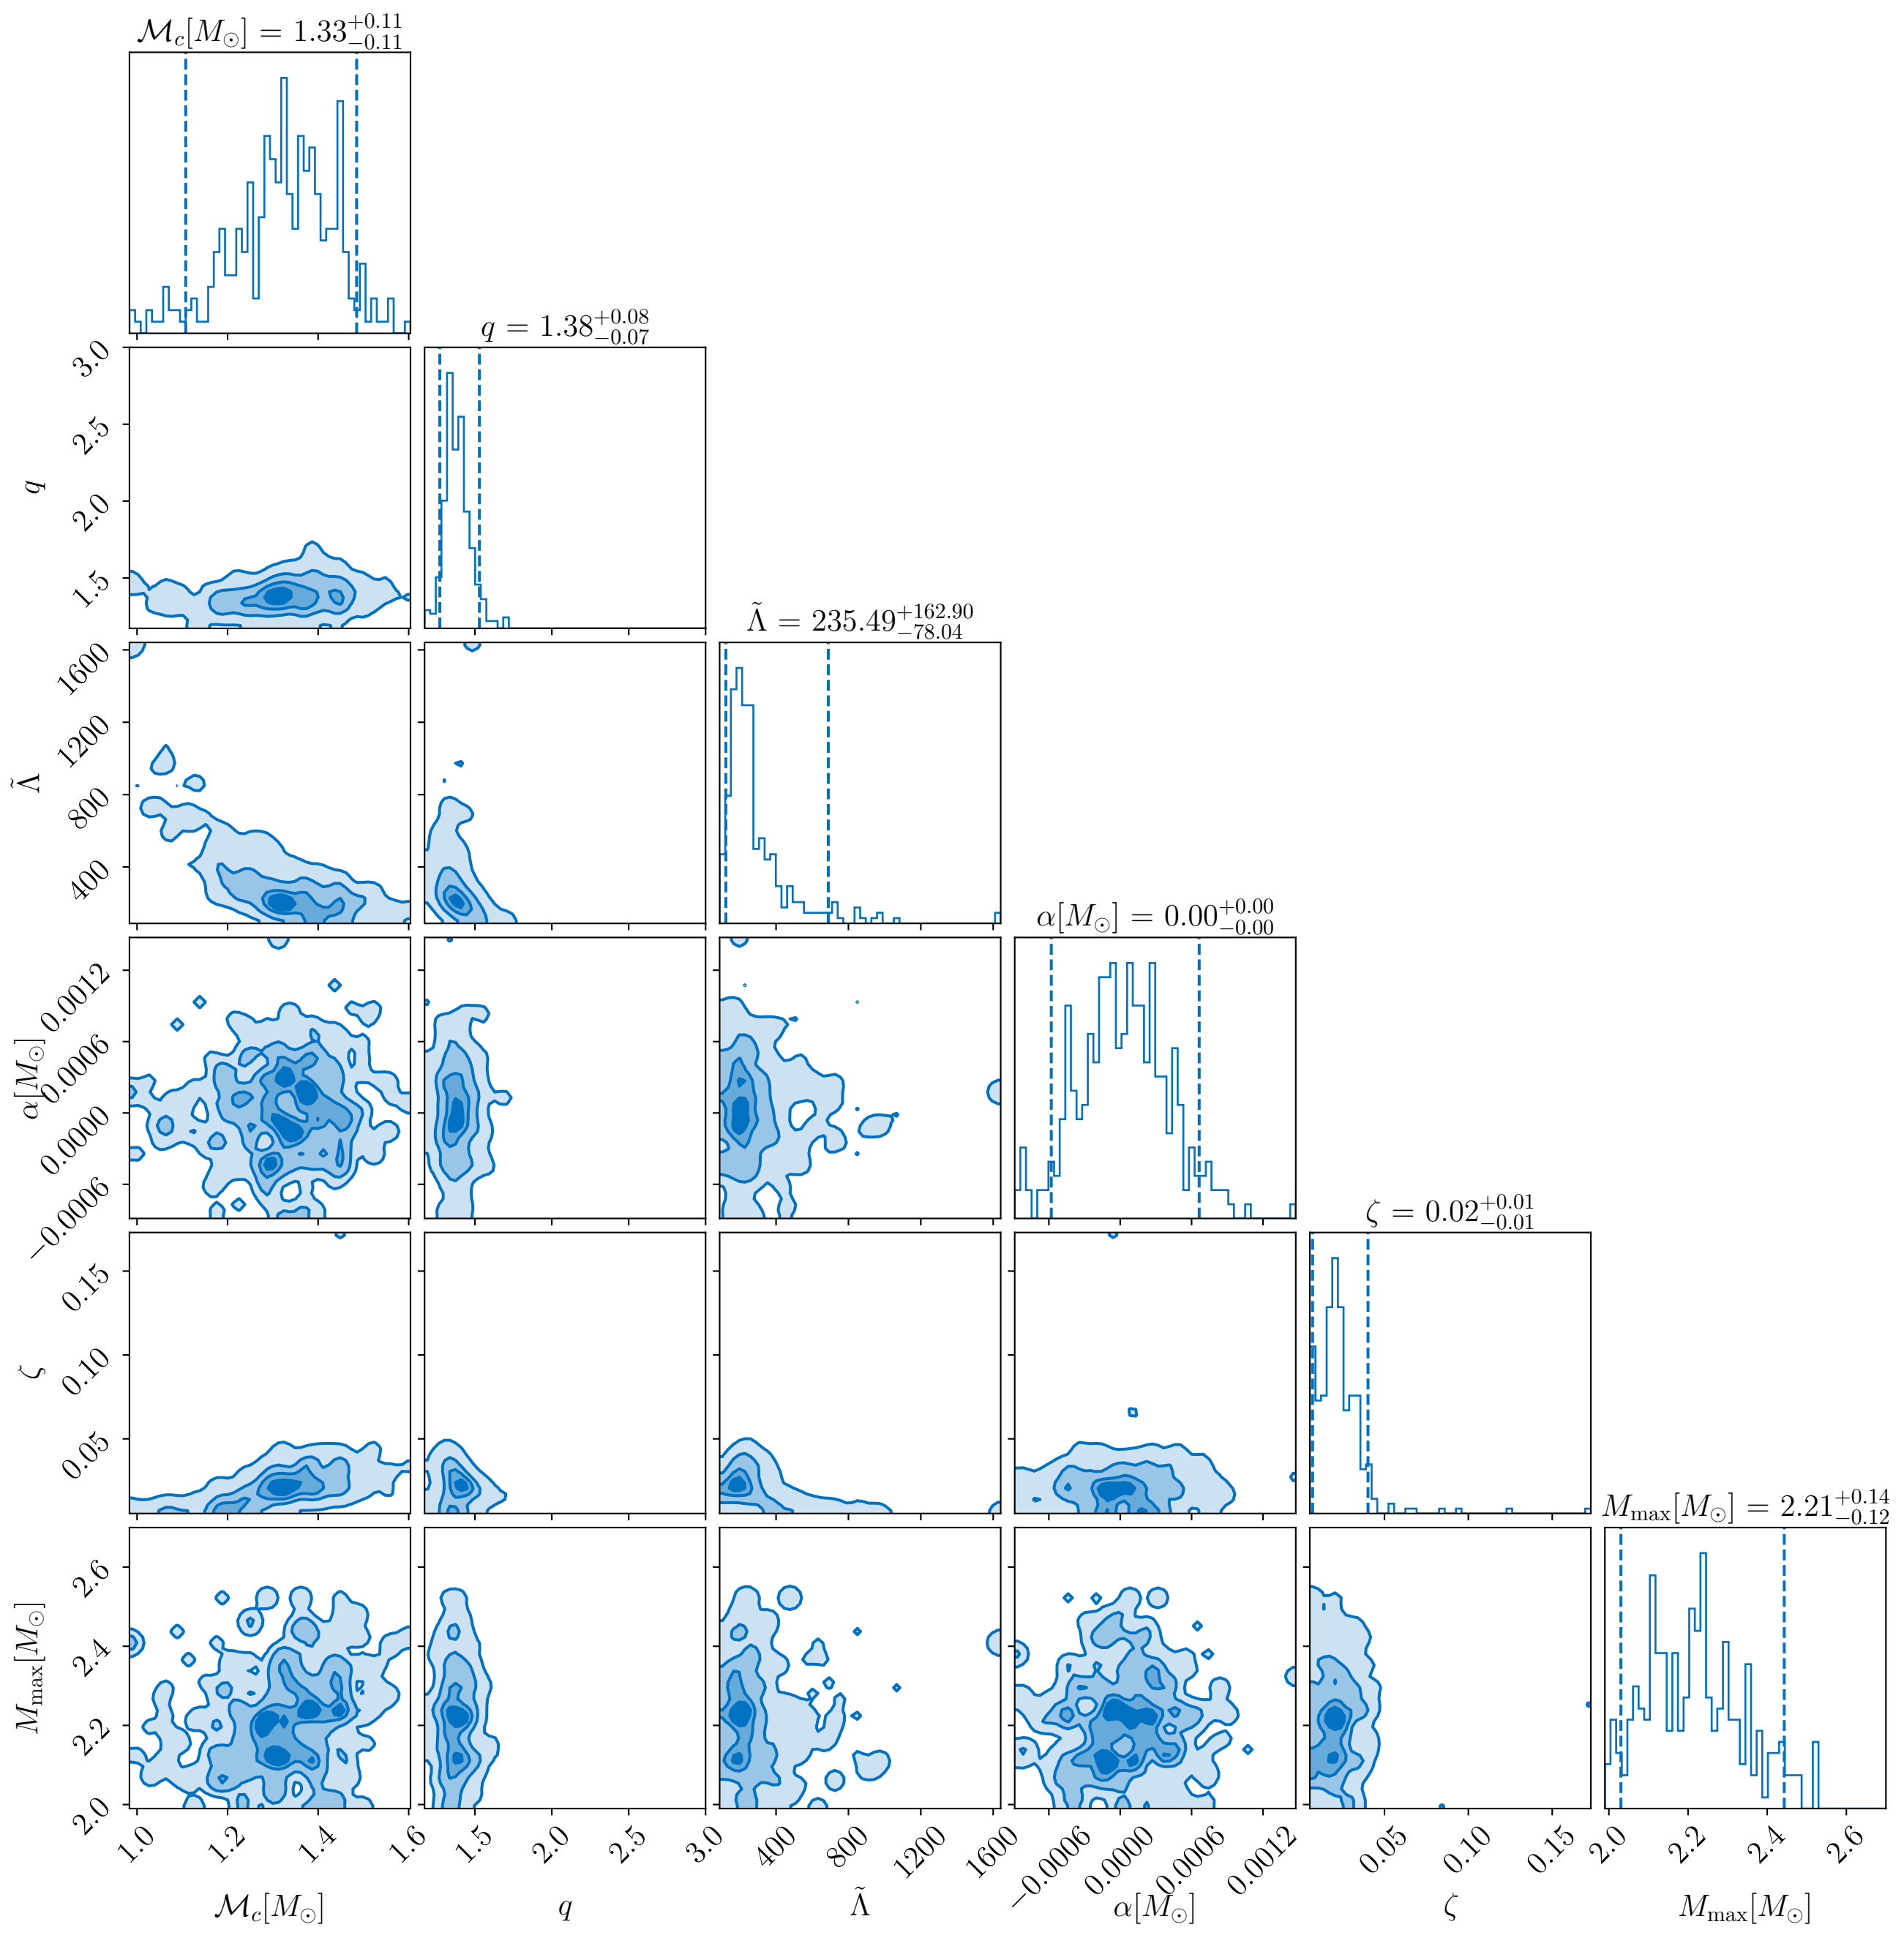 𝓜_c[M_⊙] = 1.33^{+0.11}_{-0.11}
q = 1.38^{+0.08}_{-0.07}
3.0
2.5
2.0
1.5
q
Λ̃ = 235.49^{+162.90}_{-78.04}
1600
1200
800
400
Λ̃
α[M_⊙] = 0.00^{+0.00}_{-0.00}
0.0012
0.0006
0.0000
−0.0006
α[M_⊙]
ζ = 0.02^{+0.01}_{-0.01}
0.15
0.10
0.05
ζ
M_max[M_⊙] = 2.21^{+0.14}_{-0.12}
2.6
2.4
2.2
2.0
M_max[M_⊙]
1.0 1.2 1.4 1.6 1.5 2.0 2.5 3.0 400 800 1200 1600 −0.0006 0.0000 0.0006 0.0012 0.05 0.10 0.15 2.0 2.2 2.4 2.6
𝓜_c[M_⊙] q Λ̃ α[M_⊙] ζ M_max[M_⊙]